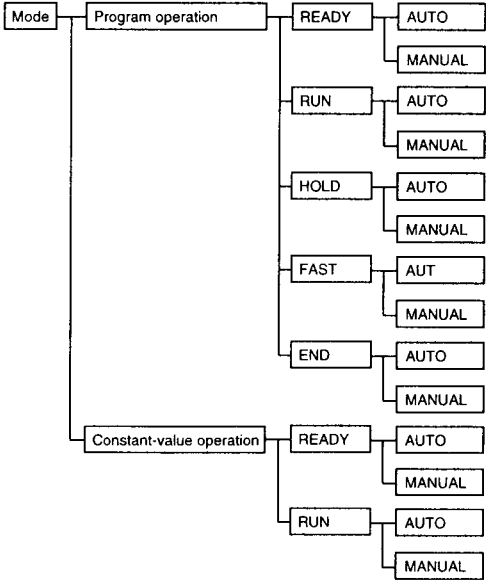 Mode Program operation READY AUTO
MANUAL
RUN AUTO
MANUAL
HOLD AUTO
MANUAL
FAST AUT
MANUAL
END AUTO
MANUAL
Constant-value operation READY AUTO
MANUAL
RUN AUTO
MANUAL